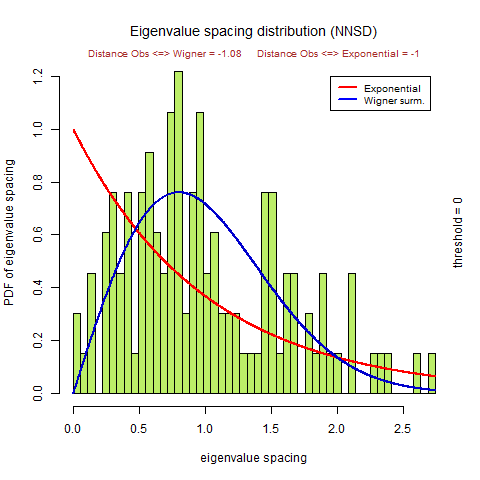 Eigenvalue spacing distribution (NNSD)
Distance Obs <=> Wigner = -1.08 Distance Obs <=> Exponential = -1
Exponential
Wigner surm.
PDF of eigenvalue spacing
1.2
1.0
0.8
0.6
0.4
0.2
0.0
threshold = 0
0.0 0.5 1.0 1.5 2.0 2.5
eigenvalue spacing